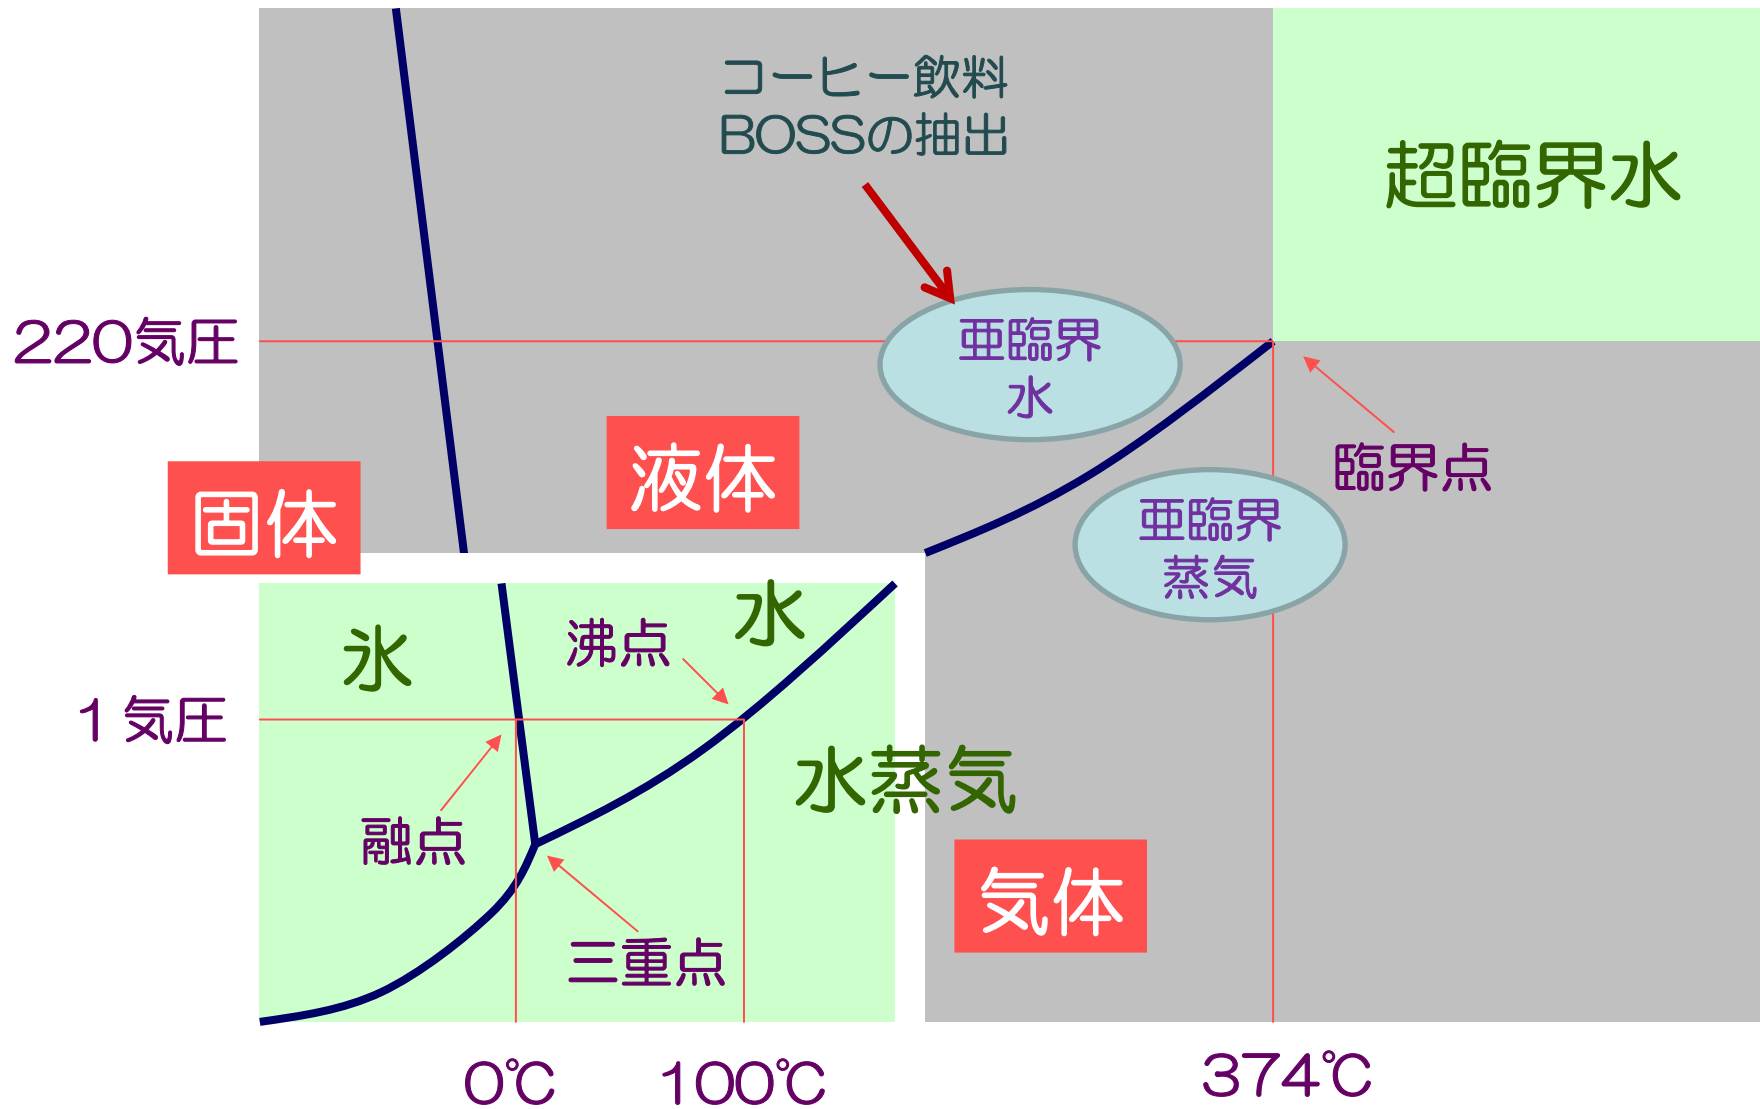 コーヒー飲料
BOSSの抽出
超臨界水
220気圧
亜臨界
水
臨界点
液体
固体
亜臨界
蒸気
水
沸点
氷
1気圧
水蒸気
融点
気体
三重点
0℃
100℃
374℃